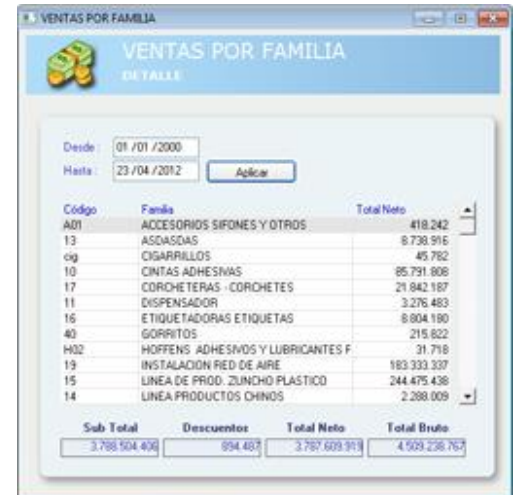 VENTAS POR FAMILIA
VENTAS POR FAMILIA
DETALLE
Desde : 01 /01 /2000
Hasta : 23 /04 /2012 Aplicar
Código Familia Total Neto
A01 ACCESORIOS SIFONES Y OTROS 418.242
13 ASDASDAS 8.738.916
cig CIGARRILLOS 45.782
10 CINTAS ADHESIVAS 85.791.808
17 CORCHETERAS - CORCHETES 21.842.187
11 DISPENSADOR 3.276.483
16 ETIQUETADORAS ETIQUETAS 8.804.180
40 GORRITOS 215.822
H02 HOFFENS ADHESIVOS Y LUBRICANTES F 31.718
19 INSTALACION RED DE AIRE 183.333.337
15 LINEA DE PROD. ZUNCHO PLASTICO 244.475.438
14 LINEA PRODUCTOS CHINOS 2.288.009
Sub Total Descuentos Total Neto Total Bruto
3.788.504.406 894.487 3.787.609.919 4.509.238.767